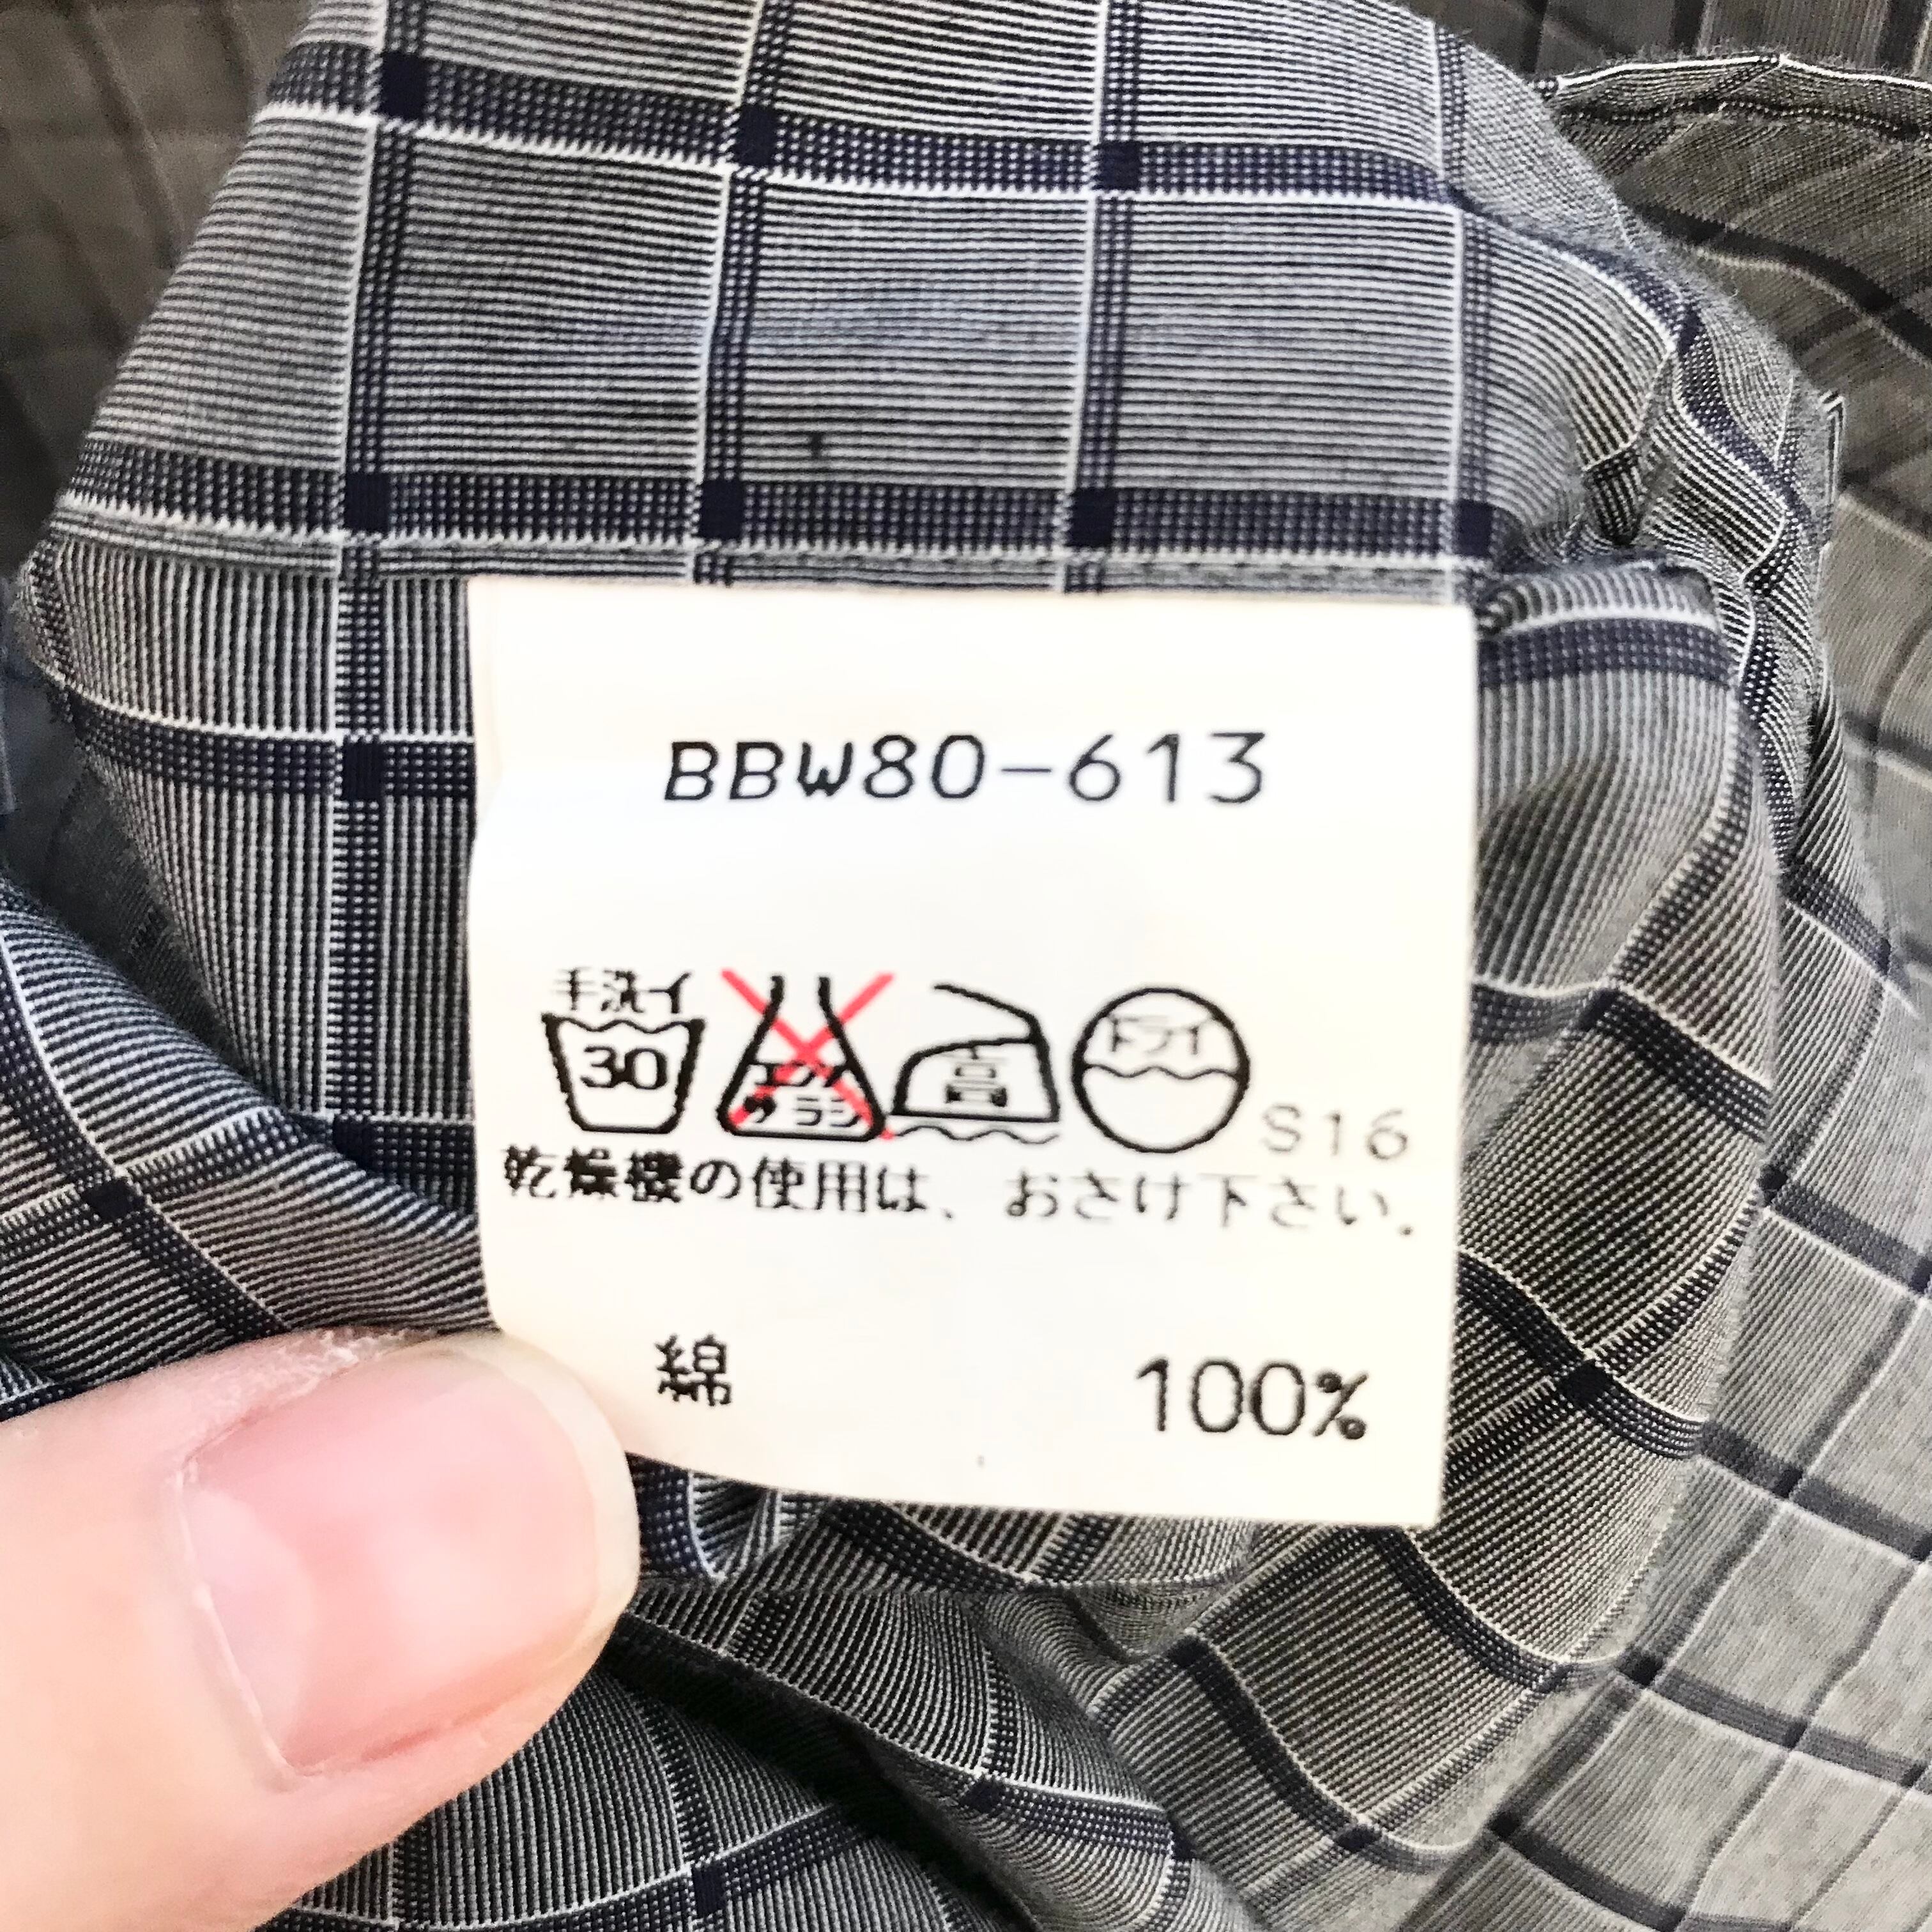 BBW80-613
手洗イ
30
エンソ
サラシ
高
ドライ
S16
乾燥機の使用は、おさけ下さい.
綿 100%